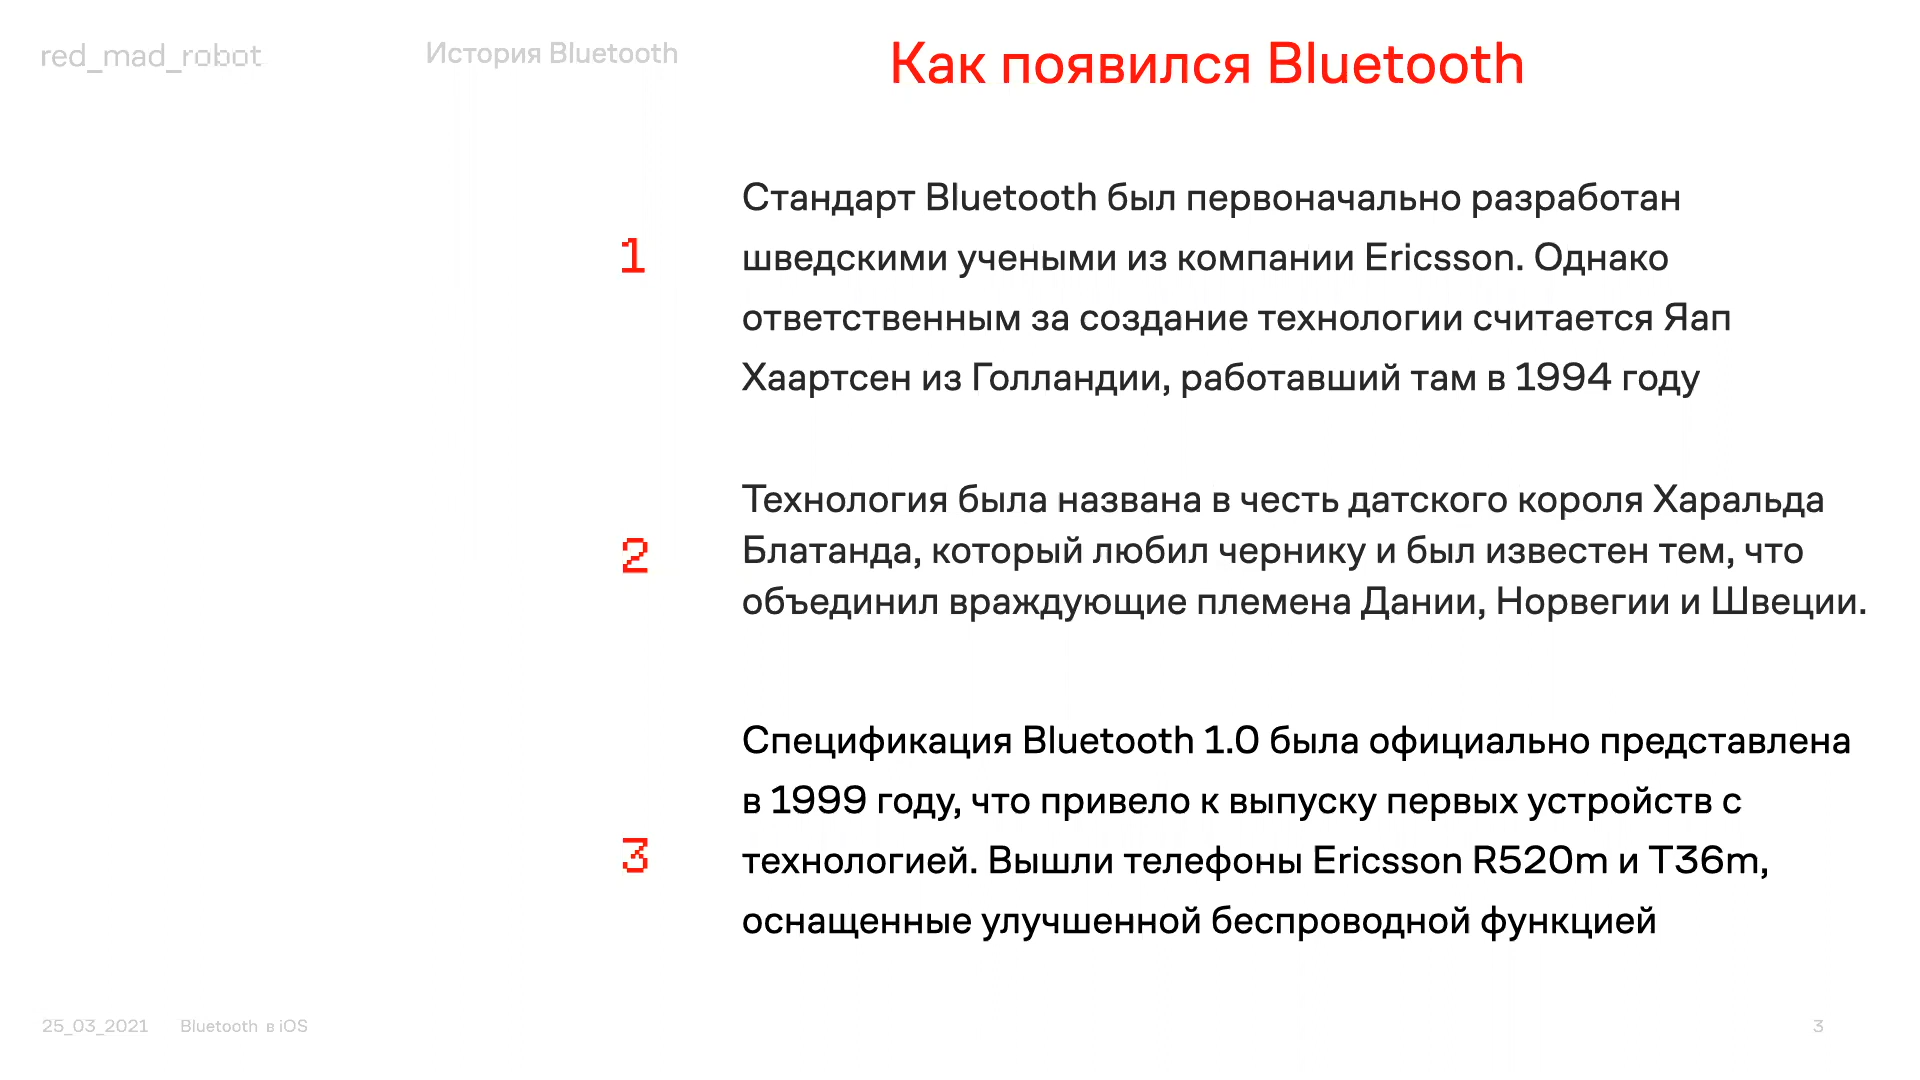 red_mad_robot
История Bluetooth
Как появился Bluetooth
1
Стандарт Bluetooth был первоначально разработан
шведскими учеными из компании Ericsson. Однако
ответственным за создание технологии считается Яап
Хаартсен из Голландии, работавший там в 1994 году
2
Технология была названа в честь датского короля Харальда
Блатанда, который любил чернику и был известен тем, что
объединил враждующие племена Дании, Норвегии и Швеции.
3
Спецификация Bluetooth 1.0 была официально представлена
в 1999 году, что привело к выпуску первых устройств с
технологией. Вышли телефоны Ericsson R520m и T36m,
оснащенные улучшенной беспроводной функцией
25_03_2021
Bluetooth в iOS
3